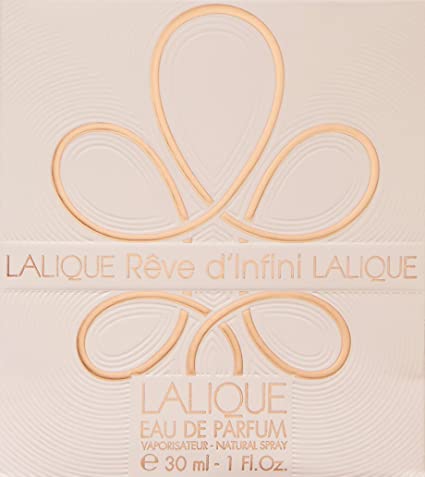 LALIQUE Rêve d'Infini LALIQUE
LALIQUE
EAU DE PARFUM
VAPORISATEUR - NATURAL SPRAY
℮ 30 ml - 1 Fl.Oz.